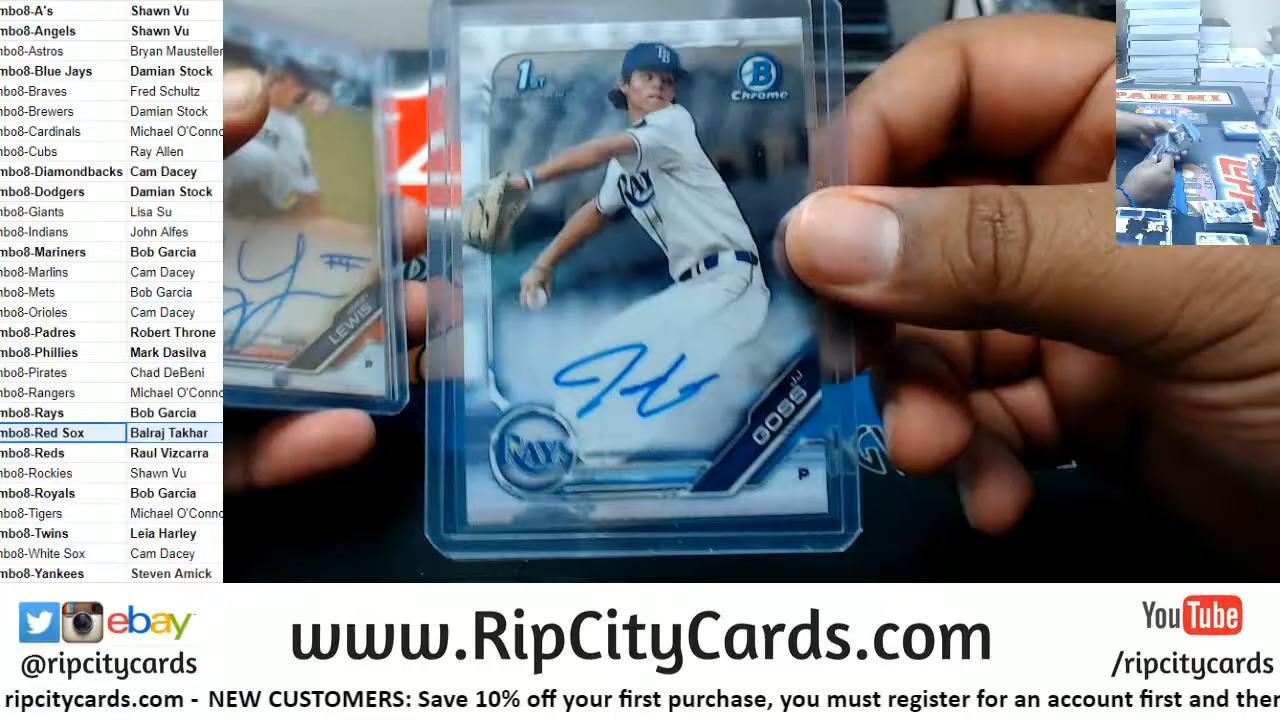 mbo8-A's Shawn Vu
mbo8-Angels Shawn Vu
mbo8-Astros Bryan Mausteller
mbo8-Blue Jays Damian Stock
mbo8-Braves Fred Schultz
mbo8-Brewers Damian Stock
mbo8-Cardinals Michael O'Conno
mbo8-Cubs Ray Allen
mbo8-Diamondbacks Cam Dacey
mbo8-Dodgers Damian Stock
mbo8-Giants Lisa Su
mbo8-Indians John Alfes
mbo8-Mariners Bob Garcia
mbo8-Marlins Cam Dacey
mbo8-Mets Bob Garcia
mbo8-Orioles Cam Dacey
mbo8-Padres Robert Throne
mbo8-Phillies Mark Dasilva
mbo8-Pirates Chad DeBeni
mbo8-Rangers Michael O'Conno
mbo8-Rays Bob Garcia
mbo8-Red Sox Balraj Takhar
mbo8-Reds Raul Vizcarra
mbo8-Rockies Shawn Vu
mbo8-Royals Bob Garcia
mbo8-Tigers Michael O'Conno
mbo8-Twins Leia Harley
mbo8-White Sox Cam Dacey
mbo8-Yankees Steven Amick
LEWIS
P
1ST
B
Chrome
TB
RAYS
RAYS
JJ
GOSS
P
PANINI
ebay
@ripcitycards
www.RipCityCards.com
YouTube
/ripcitycards
ripcitycards.com - NEW CUSTOMERS: Save 10% off your first purchase, you must register for an account first and then